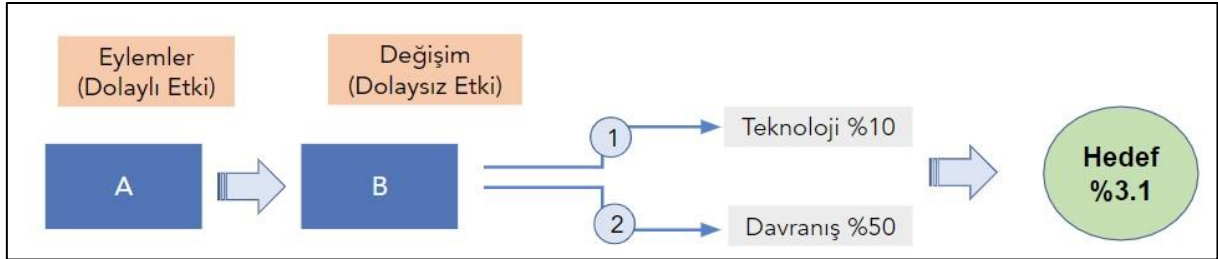 Eylemler
(Dolaylı Etki)
Değişim
(Dolaysız Etki)
A
B
1
Teknoloji %10
2
Davranış %50
Hedef
%3.1